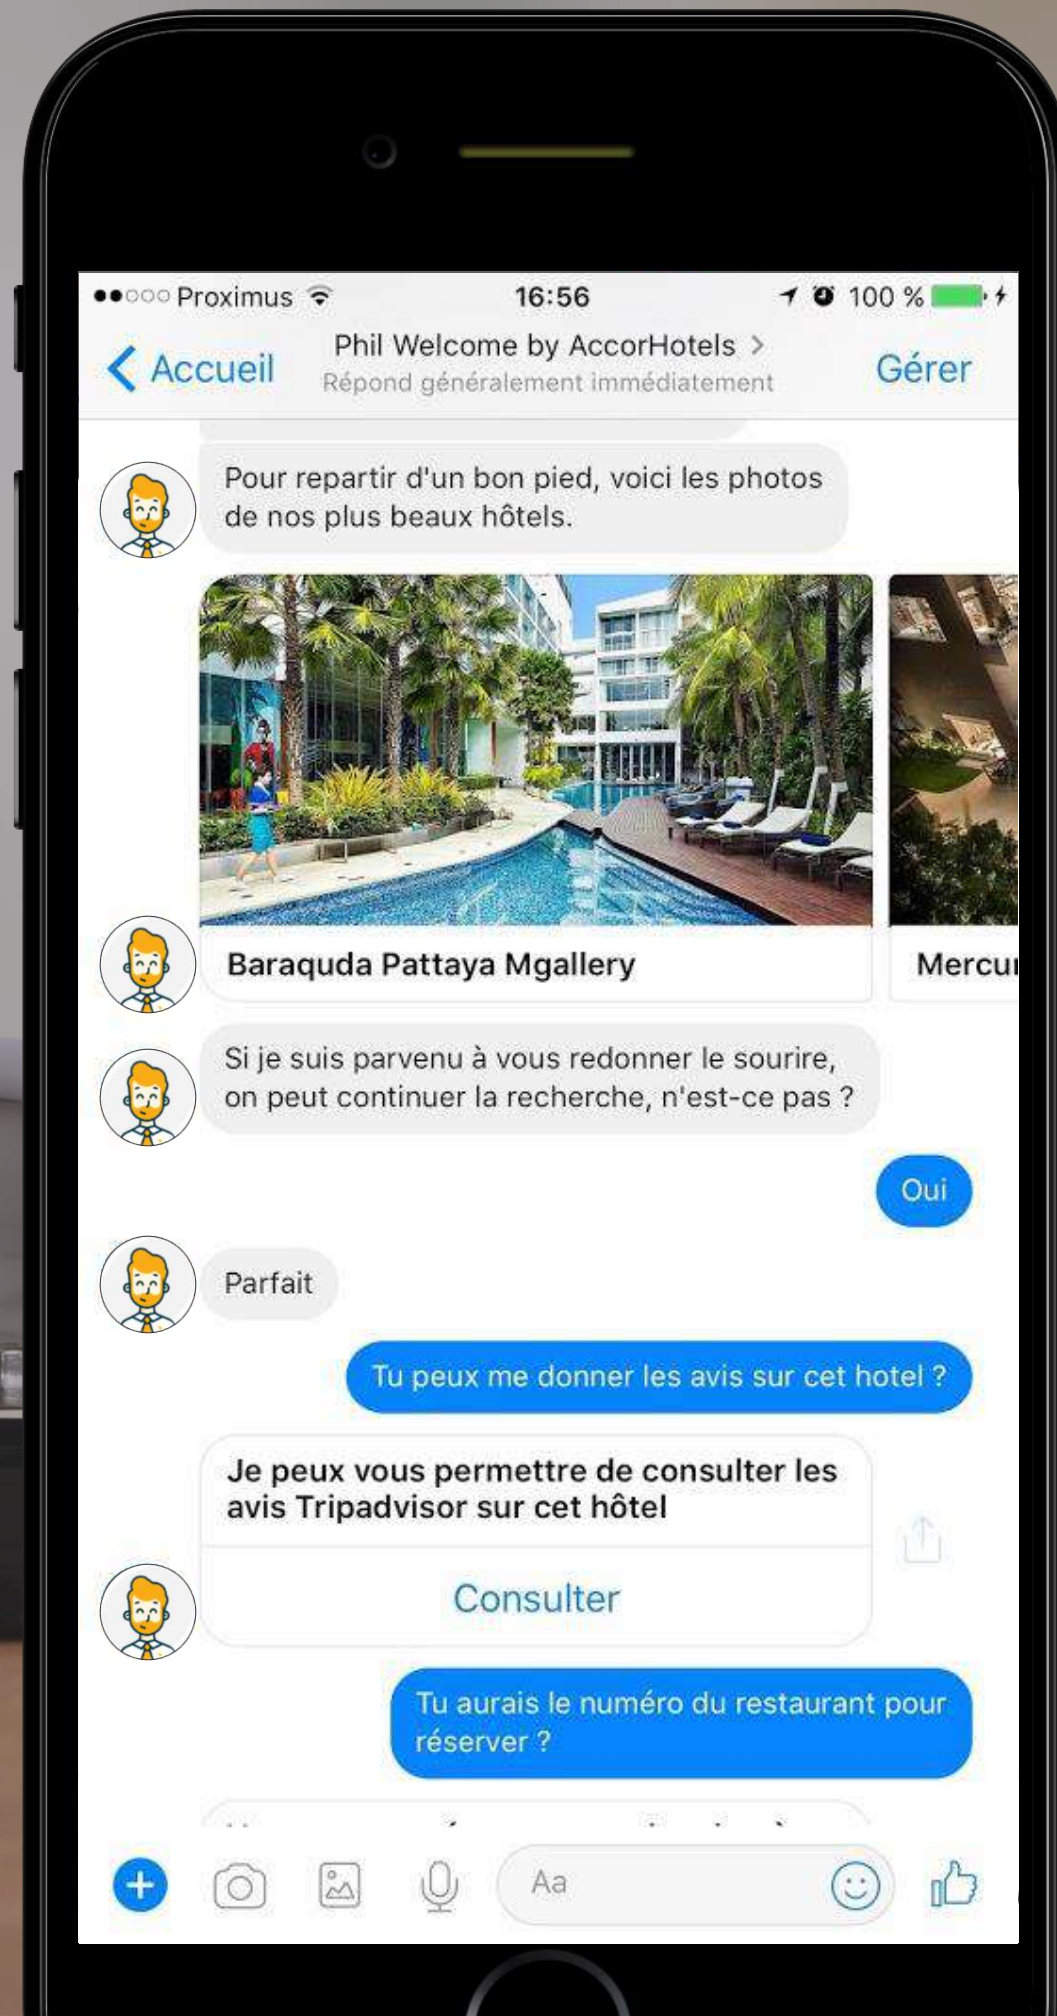 Proximus
16:56
100 %
Phil Welcome by AccorHotels
Accueil
Gérer
Répond généralement immédiatement
Pour repartir d'un bon pied, voici les photos
de nos plus beaux hôtels.
Baraquda Pattaya Mgallery
Mercu
Si je suis parvenu à vous redonner le sourire,
on peut continuer la recherche, n'est-ce pas ?
Oui
Parfait
Tu peux me donner les avis sur cet hotel ?
Je peux vous permettre de consulter les
avis Tripadvisor sur cet hôtel
Consulter
Tu aurais le numéro du restaurant pour
réserver ?
Aa